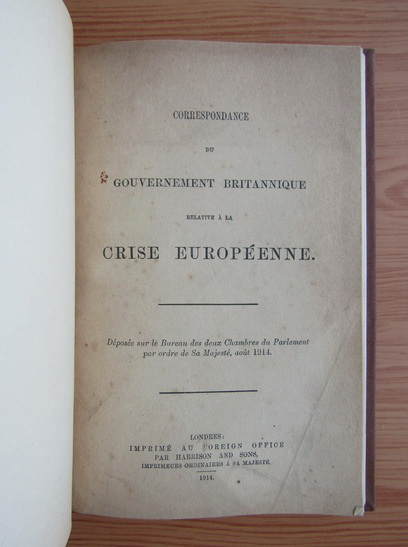 CORRESPONDANCE
DU
GOUVERNEMENT BRITANNIQUE
RELATIVE À LA
CRISE EUROPÉENNE.
Déposée sur le Bureau des deux Chambres du Parlement
par ordre de Sa Majesté, août 1914.
LONDRES:
IMPRIMÉ AU FOREIGN OFFICE
PAR HARRISON AND SONS,
IMPRIMEURS ORDINAIRES À SA MAJESTÉ.
1914.